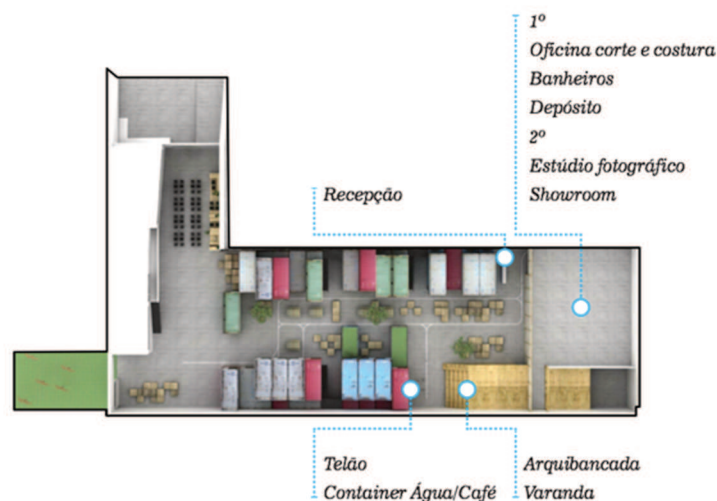 1º
Oficina corte e costura
Banheiros
Depósito
2º
Estúdio fotográfico
Showroom
Recepção
Telão
Container Água/Café
Arquibancada
Varanda